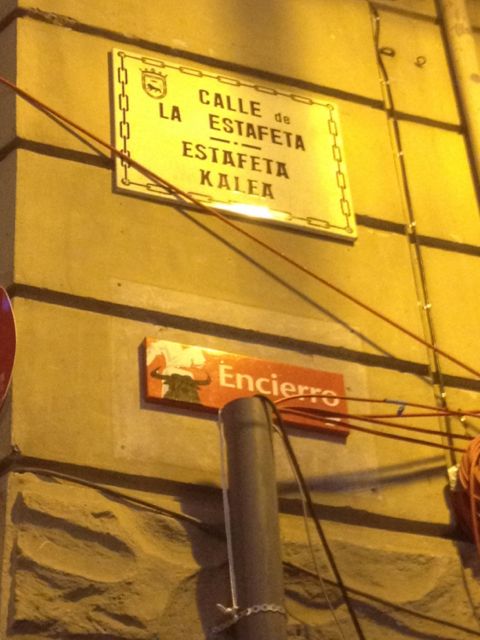 CALLE de
LA ESTAFETA
ESTAFETA
KALEA
Encierro